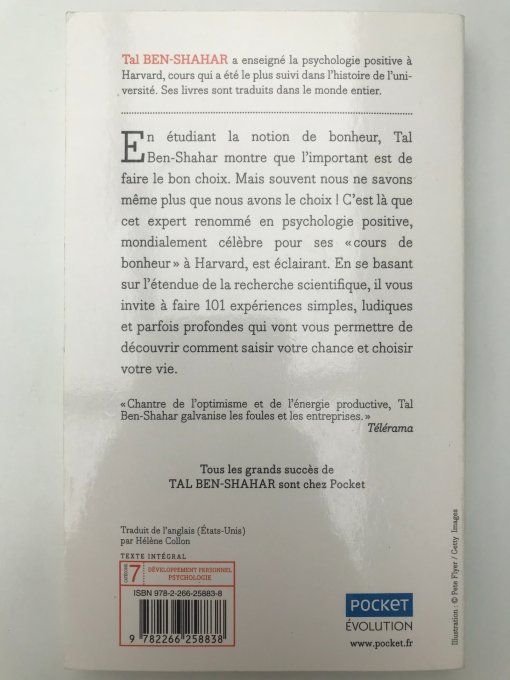 Tal BEN-SHAHAR a enseigné la psychologie positive à
Harvard, cours qui a été le plus suivi dans l'histoire de l'uni-
versité. Ses livres sont traduits dans le monde entier.
En étudiant la notion de bonheur, Tal
Ben-Shahar montre que l'important est de
faire le bon choix. Mais souvent nous ne savons
même plus que nous avons le choix ! C'est là que
cet expert renommé en psychologie positive,
mondialement célèbre pour ses « cours de
bonheur » à Harvard, est éclairant. En se basant
sur l'étendue de la recherche scientifique, il vous
invite à faire 101 expériences simples, ludiques
et parfois profondes qui vont vous permettre de
découvrir comment saisir votre chance et choisir
votre vie.
« Chantre de l'optimisme et de l'énergie productive, Tal
Ben-Shahar galvanise les foules et les entreprises. »
Télérama
Tous les grands succès de
TAL BEN-SHAHAR sont chez Pocket
Traduit de l'anglais (États-Unis)
par Hélène Collon
TEXTE INTÉGRAL
CATÉGORIE
7
DÉVELOPPEMENT PERSONNEL
PSYCHOLOGIE
ISBN 978-2-266-25883-8
9 782266 258838
POCKET
ÉVOLUTION
www.pocket.fr
Illustration : © Pete Flyer / Getty Images